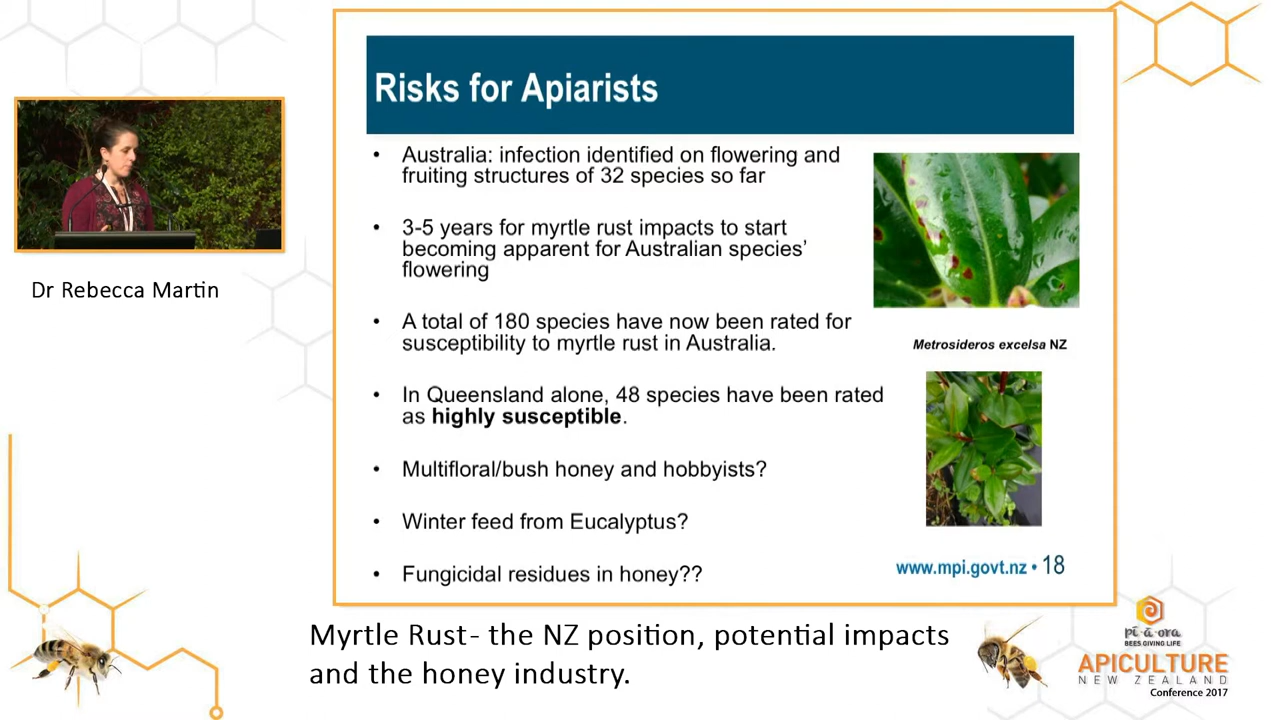 Risks for Apiarists
• Australia: infection identified on flowering and
fruiting structures of 32 species so far
• 3-5 years for myrtle rust impacts to start
becoming apparent for Australian species’
flowering
• A total of 180 species have now been rated for
susceptibility to myrtle rust in Australia.
• In Queensland alone, 48 species have been rated
as highly susceptible.
• Multifloral/bush honey and hobbyists?
• Winter feed from Eucalyptus?
• Fungicidal residues in honey??
Metrosideros excelsa NZ
www.mpi.govt.nz • 18
Dr Rebecca Martin
Myrtle Rust- the NZ position, potential impacts
and the honey industry.
pī-ā-ora
BEES GIVING LIFE
APICULTURE
NEW ZEALAND
Conference 2017